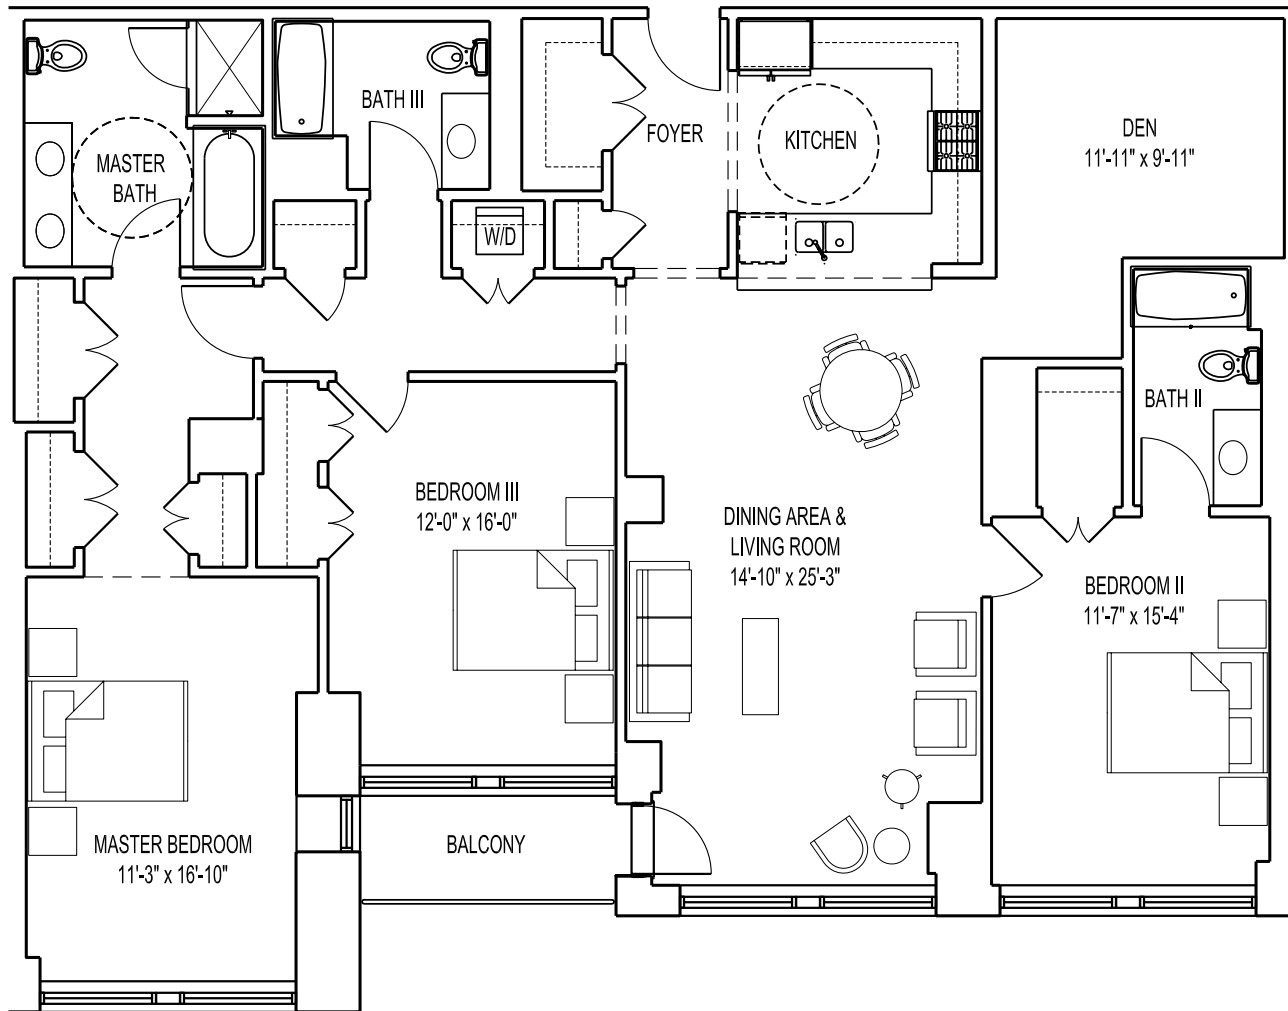 BATH III
FOYER
KITCHEN
DEN
11'-11" x 9'-11"
MASTER
BATH
W/D
BATH II
BEDROOM III
12'-0" x 16'-0"
DINING AREA &
LIVING ROOM
14'-10" x 25'-3"
BEDROOM II
11'-7" x 15'-4"
MASTER BEDROOM
11'-3" x 16'-10"
BALCONY